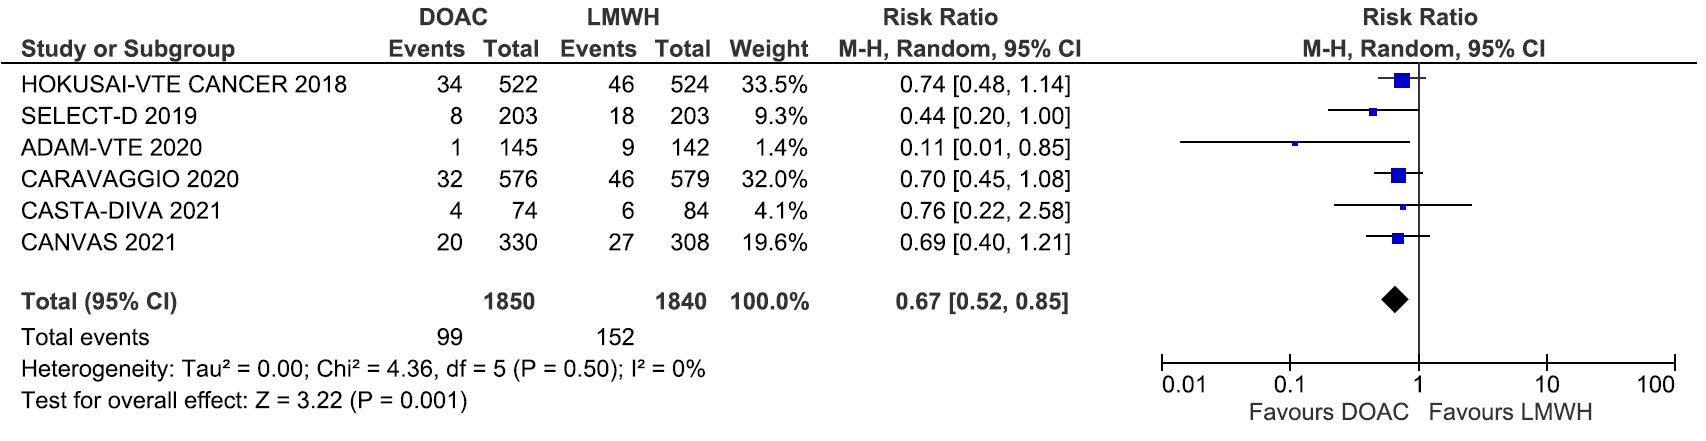 DOAC LMWH Risk Ratio Risk Ratio
Study or Subgroup Events Total Events Total Weight M-H, Random, 95% CI M-H, Random, 95% CI
HOKUSAI-VTE CANCER 2018 34 522 46 524 33.5% 0.74 [0.48, 1.14]
SELECT-D 2019 8 203 18 203 9.3% 0.44 [0.20, 1.00]
ADAM-VTE 2020 1 145 9 142 1.4% 0.11 [0.01, 0.85]
CARAVAGGIO 2020 32 576 46 579 32.0% 0.70 [0.45, 1.08]
CASTA-DIVA 2021 4 74 6 84 4.1% 0.76 [0.22, 2.58]
CANVAS 2021 20 330 27 308 19.6% 0.69 [0.40, 1.21]
Total (95% CI) 1850 1840 100.0% 0.67 [0.52, 0.85]
Total events 99 152
Heterogeneity: Tau² = 0.00; Chi² = 4.36, df = 5 (P = 0.50); I² = 0%
Test for overall effect: Z = 3.22 (P = 0.001)
0.01 0.1 1 10 100
Favours DOAC Favours LMWH